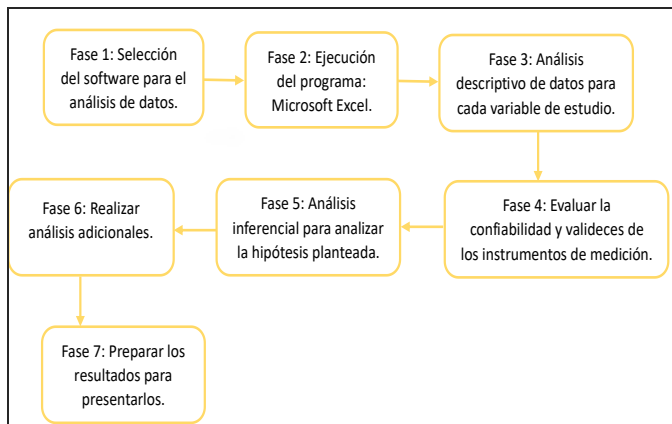 Fase 1: Selección
del software para el
análisis de datos.
Fase 2: Ejecución
del programa:
Microsoft Excel.
Fase 3: Análisis
descriptivo de datos para
cada variable de estudio.
Fase 4: Evaluar la
confiabilidad y valideces de
los instrumentos de medición.
Fase 5: Análisis
inferencial para analizar
la hipótesis planteada.
Fase 6: Realizar
análisis adicionales.
Fase 7: Preparar los
resultados para
presentarlos.